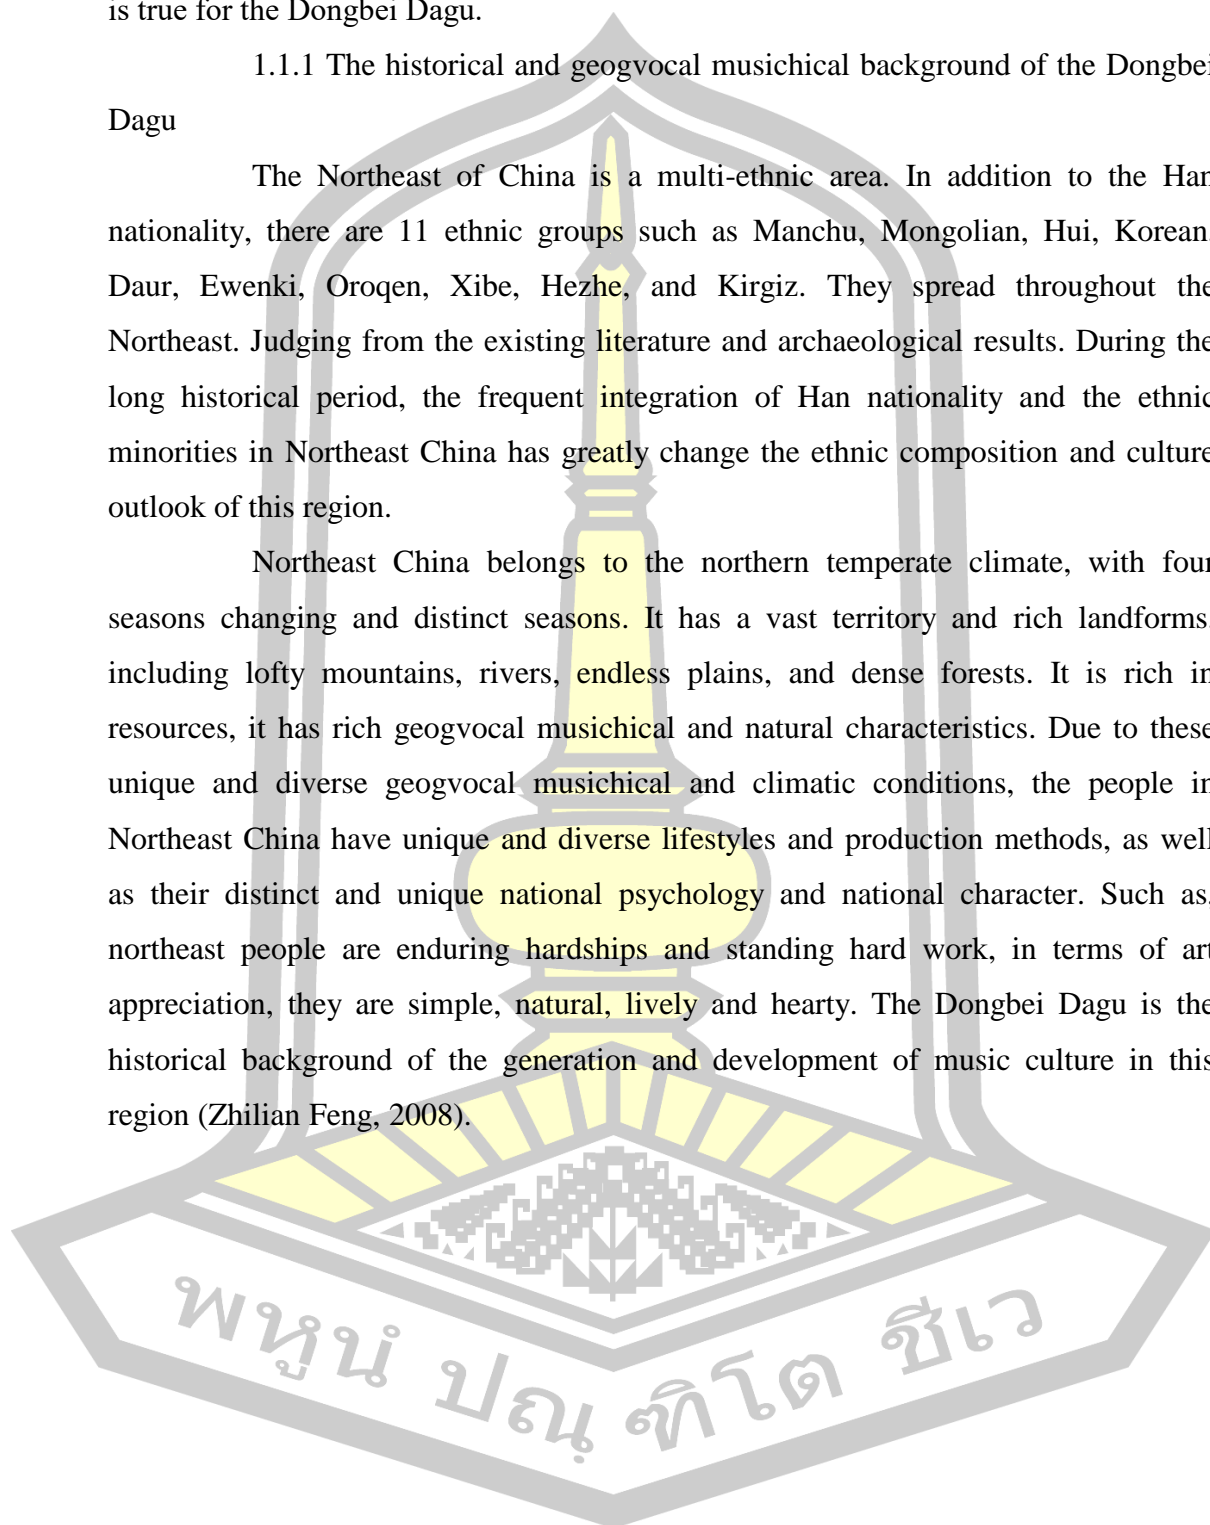 is true for the Dongbei Dagu.
1.1.1 The historical and geogvocal musichical background of the Dongbei
Dagu
The Northeast of China is a multi-ethnic area. In addition to the Han
nationality, there are 11 ethnic groups such as Manchu, Mongolian, Hui, Korean,
Daur, Ewenki, Oroqen, Xibe, Hezhe, and Kirgiz. They spread throughout the
Northeast. Judging from the existing literature and archaeological results. During the
long historical period, the frequent integration of Han nationality and the ethnic
minorities in Northeast China has greatly change the ethnic composition and culture
outlook of this region.
Northeast China belongs to the northern temperate climate, with four
seasons changing and distinct seasons. It has a vast territory and rich landforms,
including lofty mountains, rivers, endless plains, and dense forests. It is rich in
resources, it has rich geogvocal musichical and natural characteristics. Due to these
unique and diverse geogvocal musichical and climatic conditions, the people in
Northeast China have unique and diverse lifestyles and production methods, as well
as their distinct and unique national psychology and national character. Such as,
northeast people are enduring hardships and standing hard work, in terms of art
appreciation, they are simple, natural, lively and hearty. The Dongbei Dagu is the
historical background of the generation and development of music culture in this
region (Zhilian Feng, 2008).
พหูนํ ปณฺฑิโต ชีเว